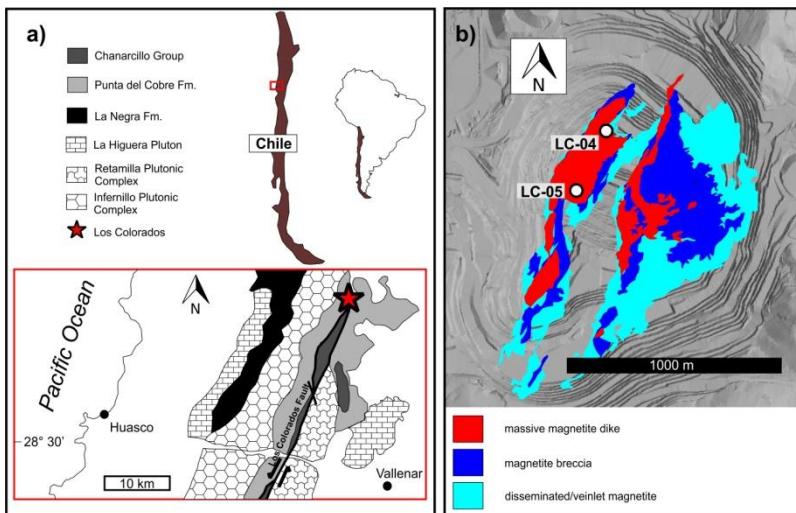 a)
Chanarcillo Group
Punta del Cobre Fm.
La Negra Fm.
La Higuera Pluton
Retamilla Plutonic
Complex
Infernillo Plutonic
Complex
Los Colorados
Chile
N
Pacific Ocean
Huasco
28° 30'
10 km
Los Colorados Fault
Vallenar
b)
N
LC-04
LC-05
1000 m
massive magnetite dike
magnetite breccia
disseminated/veinlet magnetite